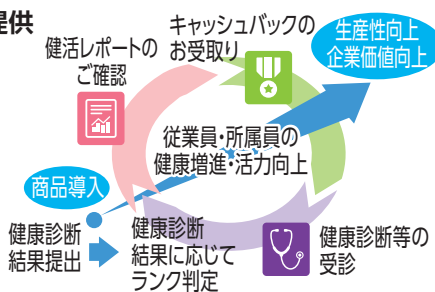 提供
キャッシュバックの
お受取り
生産性向上
企業価値向上
健活レポートの
ご確認
従業員・所属員の
健康増進・活力向上
商品導入
健康診断
結果提出
健康診断
結果に応じて
ランク判定
健康診断等の
受診